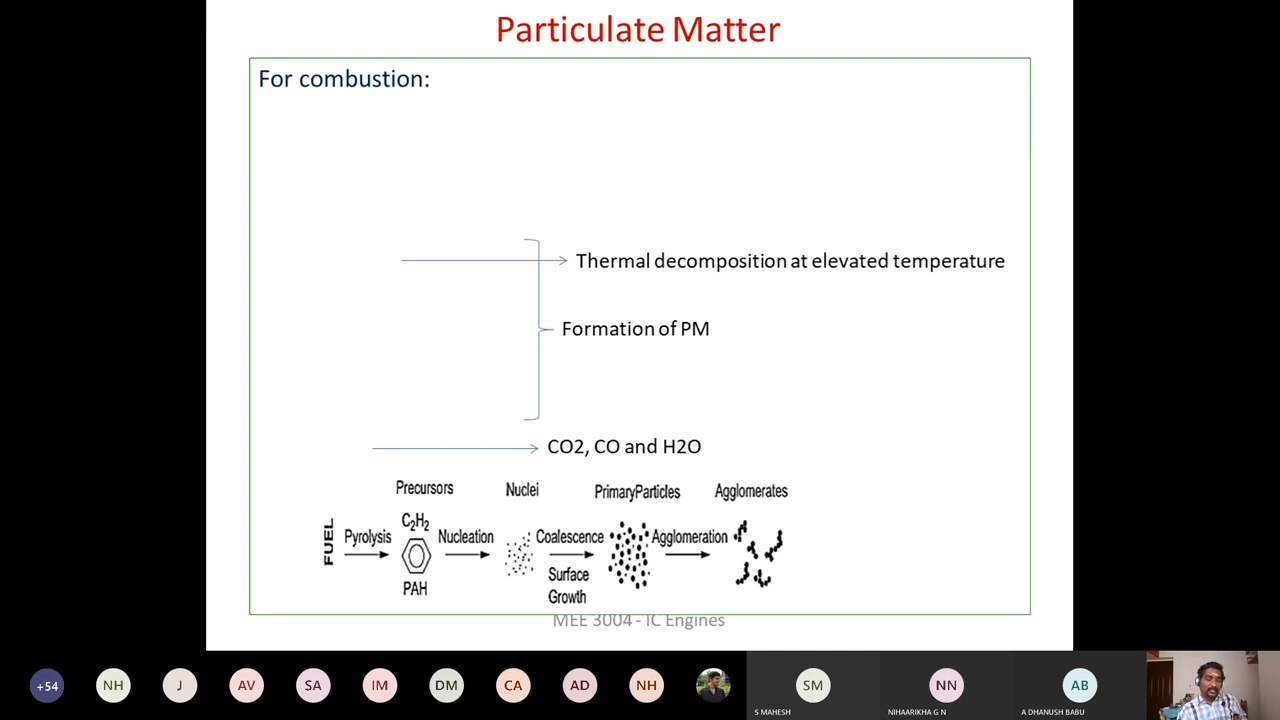 Particulate Matter
For combustion:
Thermal decomposition at elevated temperature
Formation of PM
CO2, CO and H2O
Precursors Nuclei PrimaryParticles Agglomerates
FUEL Pyrolysis C₂H₂ Nucleation Coalescence Agglomeration
PAH Surface
Growth
MEE 3004 - IC Engines
+54 NH J AV SA IM DM CA AD NH SM NN AB
S MAHESH NIHAARIKHA G N A DHANUSH BABU